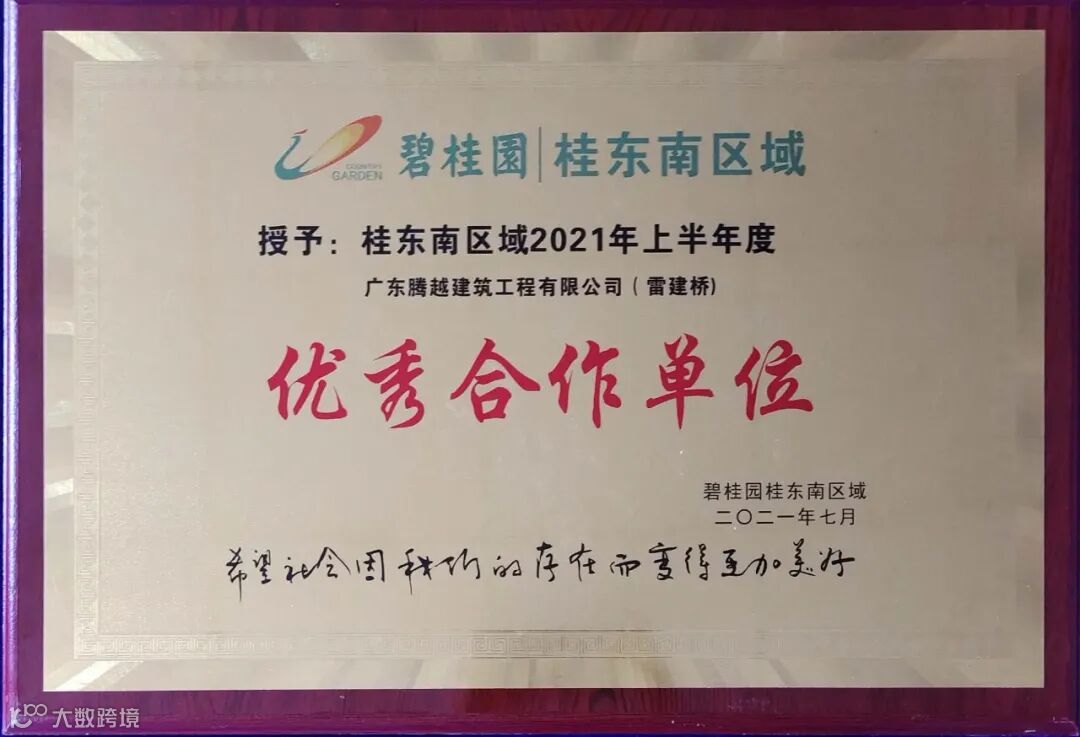 碧桂園|桂东南区域
COUNTRY
GARDEN
授予：桂东南区域2021年上半年度
广东腾越建筑工程有限公司（雷建桥)
优秀合作单位
碧桂园桂东南区域
二〇二一年七月
希望社会因我们的存在而变得更加美好
大数跨境